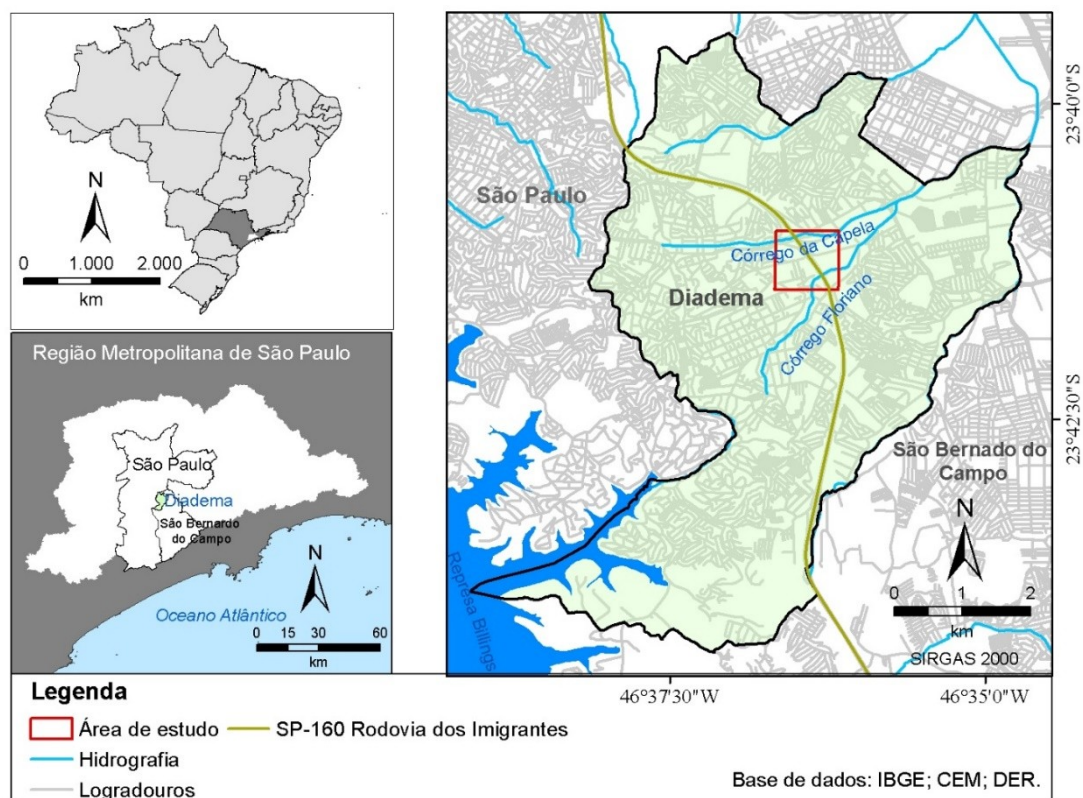 N
0 1.000 2.000
km
Região Metropolitana de São Paulo
São Paulo
Diadema
São Bernardo
do Campo
N
Oceano Atlântico
0 15 30 60
km
São Paulo
Córrego da Capela
Diadema
Córrego Floriano
São Bernado do
Campo
N
Represa Billings
0 1 2
km
SIRGAS 2000
23°40'0"S
23°42'30"S
46°37'30"W
46°35'0"W
Legenda
Área de estudo
SP-160 Rodovia dos Imigrantes
Hidrografia
Logradouros
Base de dados: IBGE; CEM; DER.